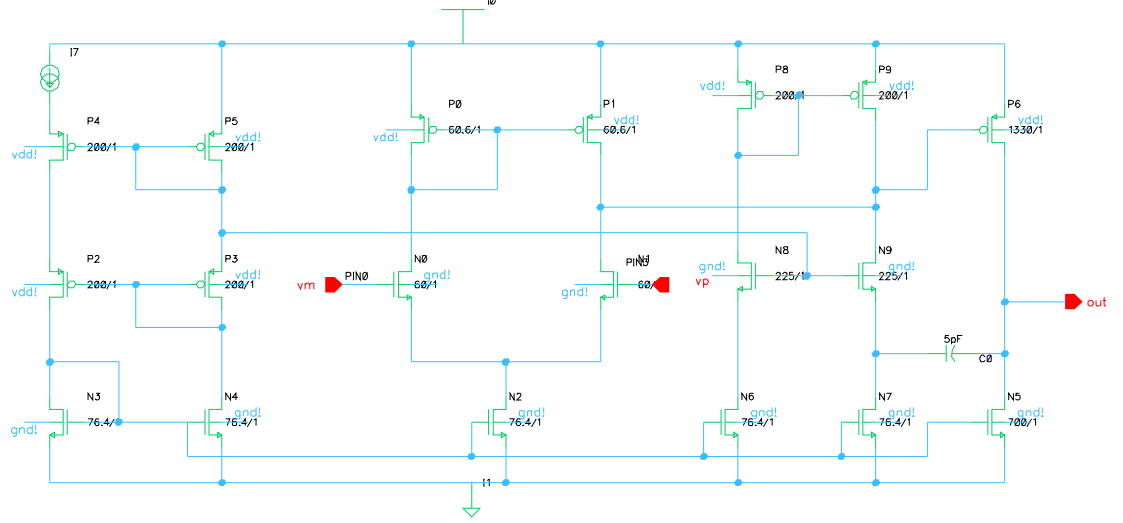 I0
I7
P8
P9
vdd!
vdd!
200/1
200/1
P0
P1
P6
vdd!
vdd!
vdd!
60.6/1
60.6/1
1330/1
P4
P5
vdd!
vdd!
200/1
200/1
P2
P3
vdd!
vdd!
200/1
200/1
N0
N1
PIN0
vm
gnd!
60/1
gnd!
vp
N8
N9
gnd!
gnd!
225/1
225/1
out
5pF
C0
N3
N4
N2
N6
N7
N5
gnd!
gnd!
gnd!
gnd!
gnd!
gnd!
76.4/1
76.4/1
76.4/1
76.4/1
76.4/1
700/1
I1